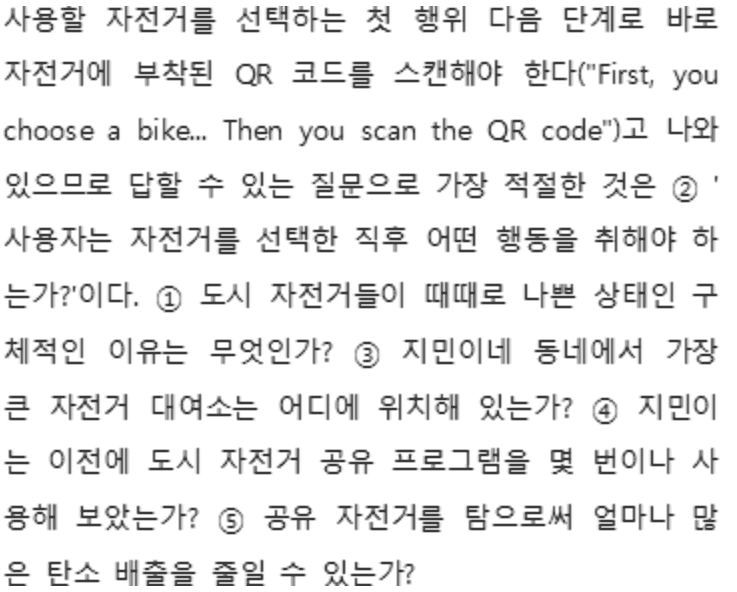 사용할 자전거를 선택하는 첫 행위 다음 단계로 바로
자전거에 부착된 QR 코드를 스캔해야 한다("First, you
choose a bike... Then you scan the QR code")고 나와
있으므로 답할 수 있는 질문으로 가장 적절한 것은 ② '
사용자는 자전거를 선택한 직후 어떤 행동을 취해야 하
는가?'이다. ① 도시 자전거들이 때때로 나쁜 상태인 구
체적인 이유는 무엇인가? ③ 지민이네 동네에서 가장
큰 자전거 대여소는 어디에 위치해 있는가? ④ 지민이
는 이전에 도시 자전거 공유 프로그램을 몇 번이나 사
용해 보았는가? ⑤ 공유 자전거를 탐으로써 얼마나 많
은 탄소 배출을 줄일 수 있는가?